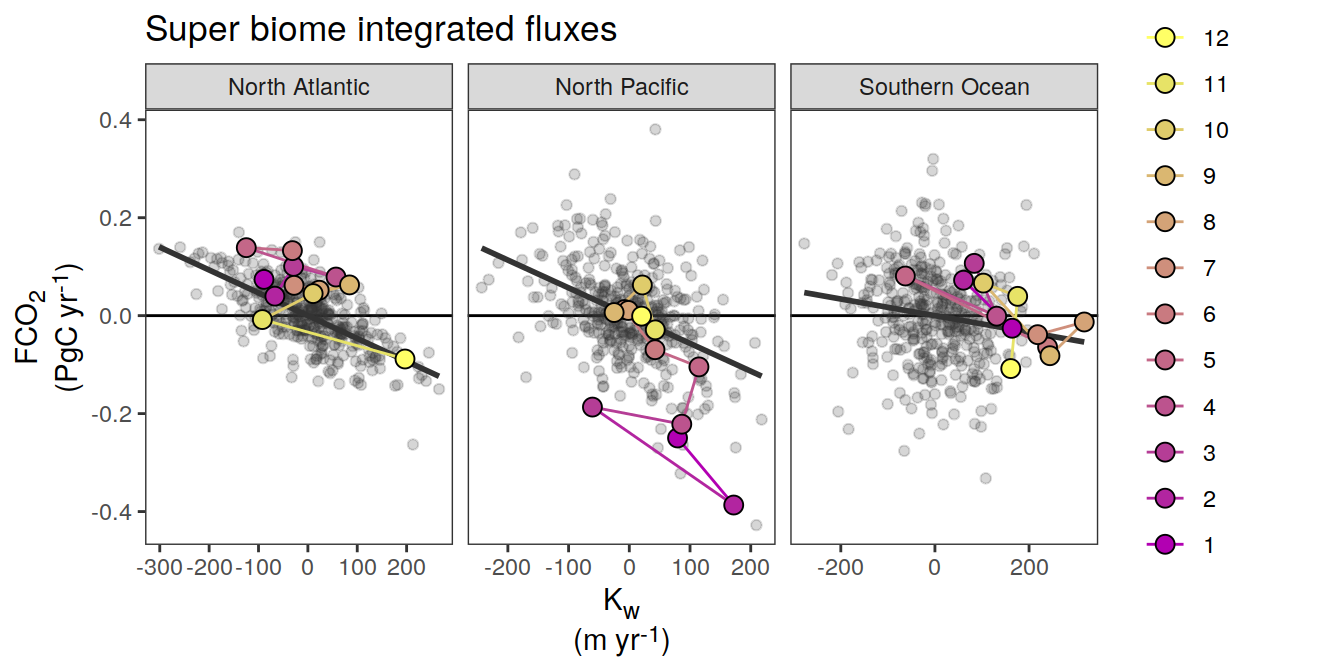 Super biome integrated fluxes
North Atlantic
North Pacific
Southern Ocean
FCO₂
(PgC yr⁻¹)
0.4
0.2
0.0
-0.2
-0.4
-300 -200 -100 0 100 200
-200 -100 0 100 200
-200 0 200
K_w
(m yr⁻¹)
12
11
10
9
8
7
6
5
4
3
2
1